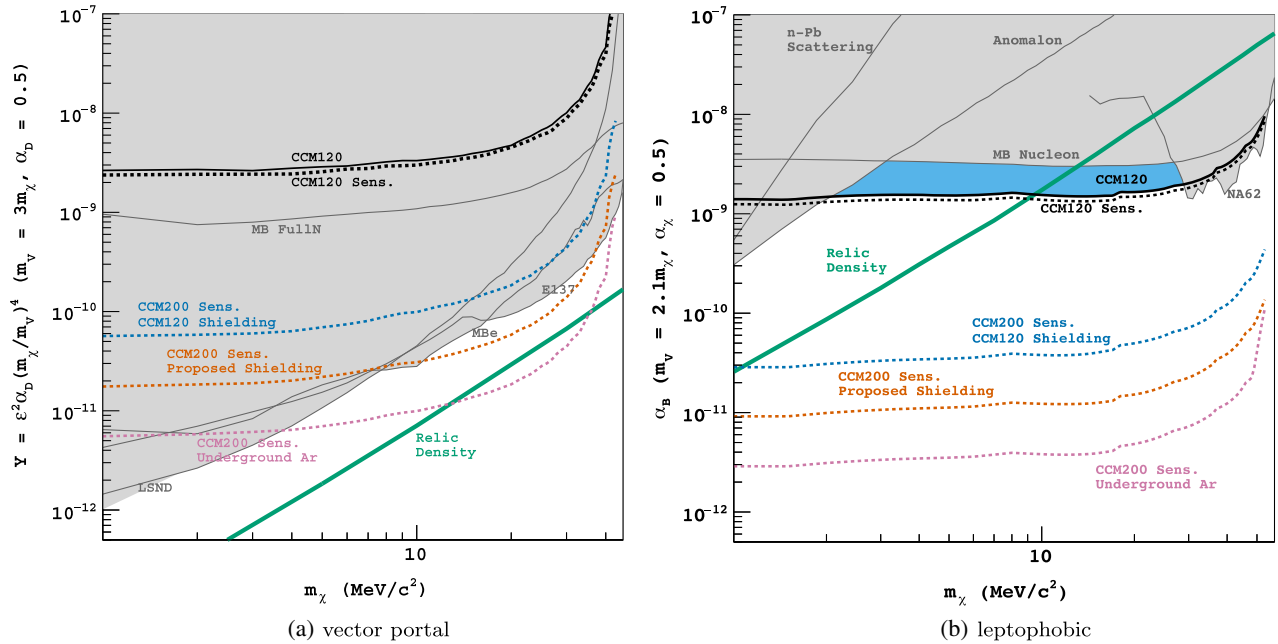 10⁻⁷
10⁻⁸
10⁻⁹
10⁻¹⁰
10⁻¹¹
10⁻¹²
Y = ε²α_D(m_χ/m_V)⁴ (m_V = 3m_χ, α_D = 0.5)
CCM120
CCM120 Sens.
MB FullN
CCM200 Sens.
CCM120 Shielding
E137
MBe
CCM200 Sens.
Proposed Shielding
CCM200 Sens.
Underground Ar
Relic
Density
LSND
10
m_χ (MeV/c²)
(a) vector portal
10⁻⁷
10⁻⁸
10⁻⁹
10⁻¹⁰
10⁻¹¹
10⁻¹²
α_B (m_V = 2.1m_χ, α_χ = 0.5)
n-Pb
Scattering
Anomalon
MB Nucleon
CCM120
CCM120 Sens.
NA62
Relic
Density
CCM200 Sens.
CCM120 Shielding
CCM200 Sens.
Proposed Shielding
CCM200 Sens.
Underground Ar
10
m_χ (MeV/c²)
(b) leptophobic